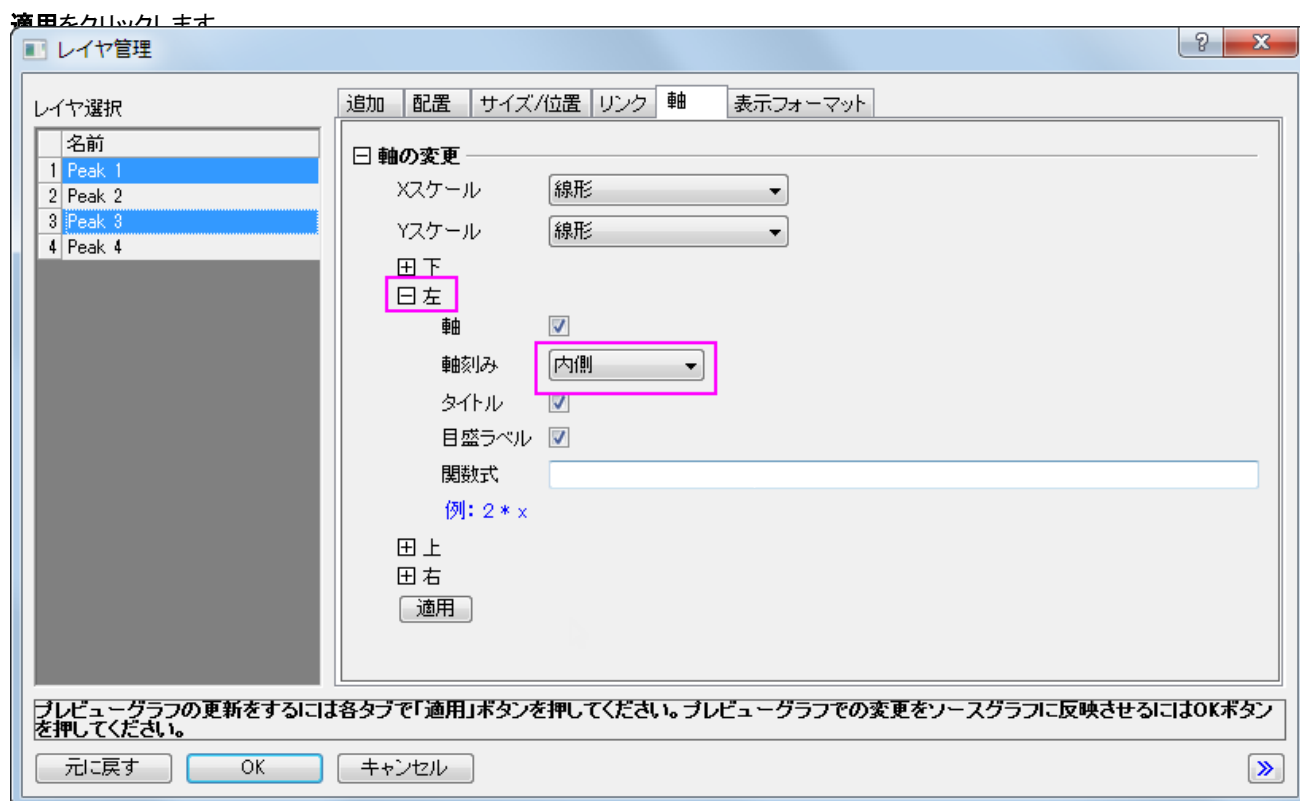 適用をクリックします
レイヤ管理
レイヤ選択
名前
1 Peak 1
2 Peak 2
3 Peak 3
4 Peak 4
追加 配置 サイズ/位置 リンク 軸 表示フォーマット
軸の変更
Xスケール 線形
Yスケール 線形
下
左
軸
軸刻み 内側
タイトル
目盛ラベル
関数式
例: 2 * x
上
右
適用
プレビューグラフの更新をするには各タブで「適用」ボタンを押してください。プレビューグラフでの変更をソースグラフに反映させるにはOKボタン
を押してください。
元に戻す OK キャンセル